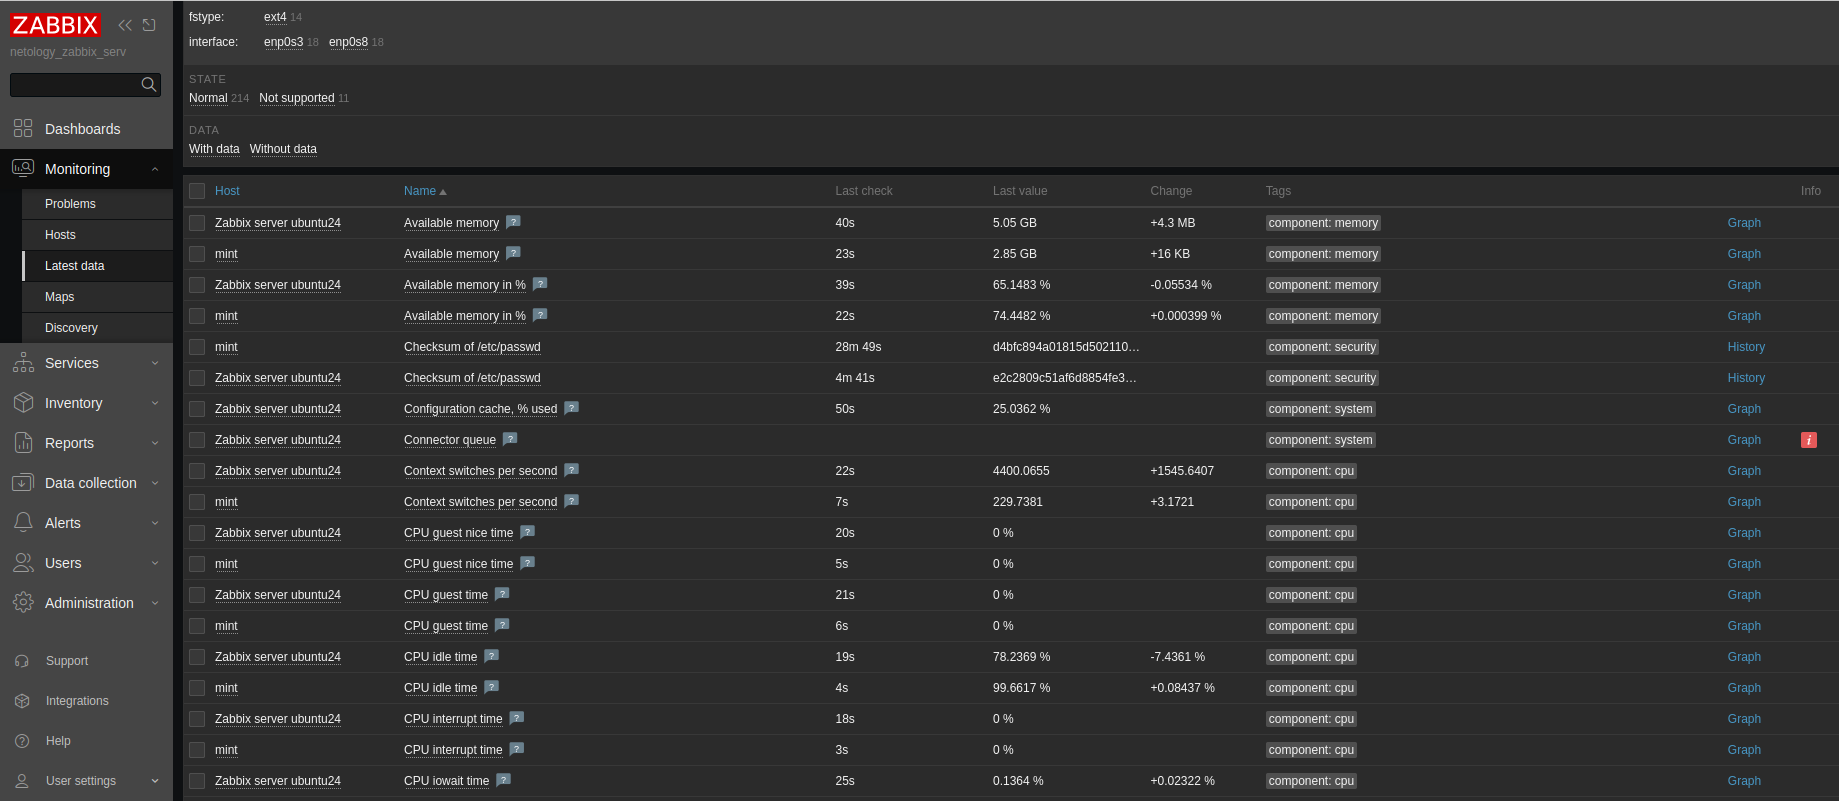 ZABBIX
netology_zabbix_serv
Dashboards
Monitoring
Problems
Hosts
Latest data
Maps
Discovery
Services
Inventory
Reports
Data collection
Alerts
Users
Administration
Support
Integrations
Help
User settings
fstype: ext4 14
interface: enp0s3 18 enp0s8 18
STATE
Normal 214 Not supported 11
DATA
With data Without data
Host Name Last check Last value Change Tags Info
Zabbix server ubuntu24 Available memory ? 40s 5.05 GB +4.3 MB component: memory Graph
mint Available memory ? 23s 2.85 GB +16 KB component: memory Graph
Zabbix server ubuntu24 Available memory in % ? 39s 65.1483 % -0.05534 % component: memory Graph
mint Available memory in % ? 22s 74.4482 % +0.000399 % component: memory Graph
mint Checksum of /etc/passwd 28m 49s d4bfc894a01815d502110… component: security History
Zabbix server ubuntu24 Checksum of /etc/passwd 4m 41s e2c2809c51af6d8854fe3… component: security History
Zabbix server ubuntu24 Configuration cache, % used ? 50s 25.0362 % component: system Graph
Zabbix server ubuntu24 Connector queue ? component: system Graph i
Zabbix server ubuntu24 Context switches per second ? 22s 4400.0655 +1545.6407 component: cpu Graph
mint Context switches per second ? 7s 229.7381 +3.1721 component: cpu Graph
Zabbix server ubuntu24 CPU guest nice time ? 20s 0 % component: cpu Graph
mint CPU guest nice time ? 5s 0 % component: cpu Graph
Zabbix server ubuntu24 CPU guest time ? 21s 0 % component: cpu Graph
mint CPU guest time ? 6s 0 % component: cpu Graph
Zabbix server ubuntu24 CPU idle time ? 19s 78.2369 % -7.4361 % component: cpu Graph
mint CPU idle time ? 4s 99.6617 % +0.08437 % component: cpu Graph
Zabbix server ubuntu24 CPU interrupt time ? 18s 0 % component: cpu Graph
mint CPU interrupt time ? 3s 0 % component: cpu Graph
Zabbix server ubuntu24 CPU iowait time ? 25s 0.1364 % +0.02322 % component: cpu Graph